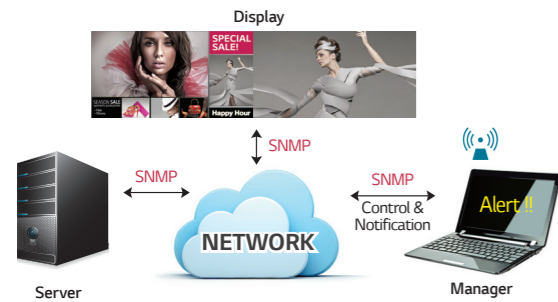 Display
SPECIAL
SALE!
SEASON SALE
Happy Hour
SNMP
SNMP
SNMP
Control &
Notification
Alert !!
NETWORK
Server
Manager